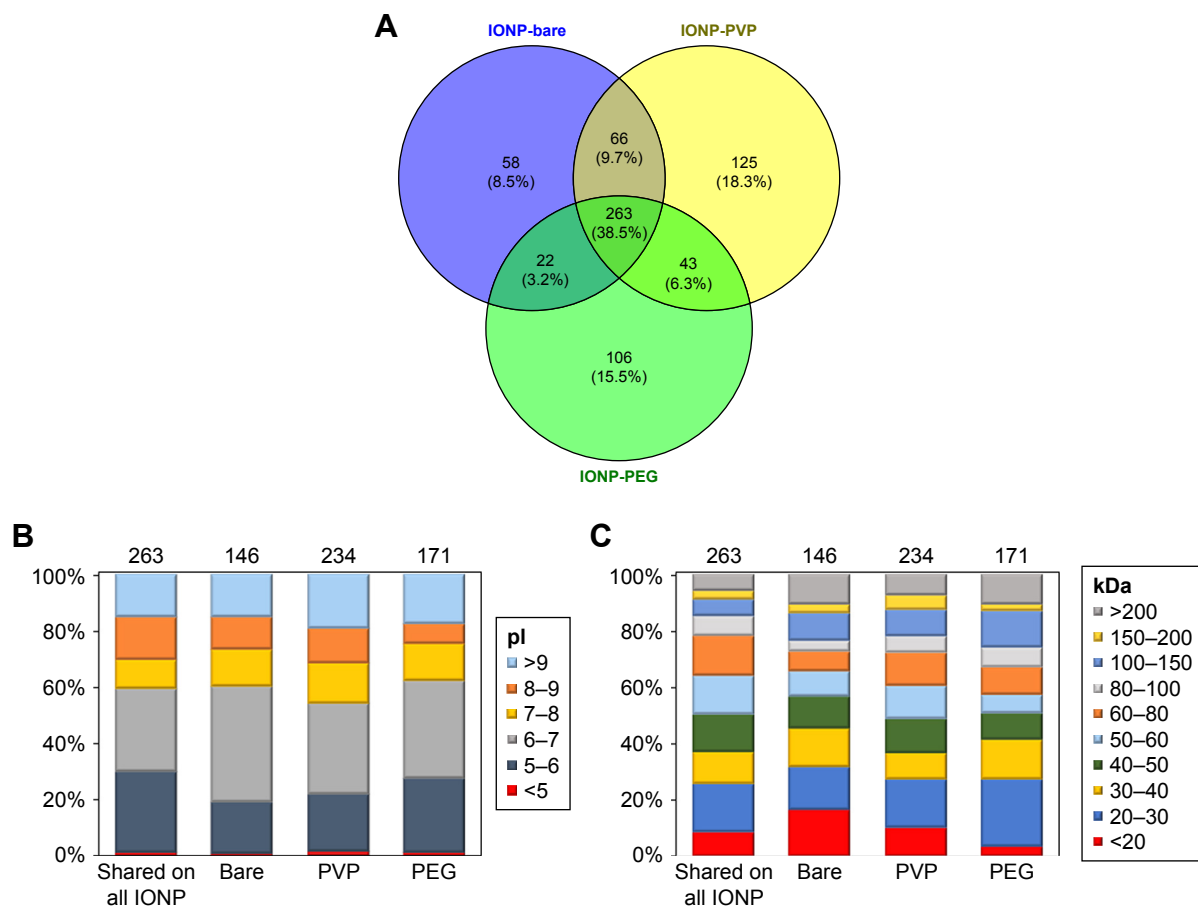 A
IONP-bare
IONP-PVP
66
(9.7%)
58
(8.5%)
125
(18.3%)
263
(38.5%)
22
(3.2%)
43
(6.3%)
106
(15.5%)
IONP-PEG
B
263 146 234 171
100%
80%
60%
40%
20%
0%
Shared on
all IONP
Bare
PVP
PEG
pI
>9
8–9
7–8
6–7
5–6
<5
C
263 146 234 171
100%
80%
60%
40%
20%
0%
Shared on
all IONP
Bare
PVP
PEG
kDa
>200
150–200
100–150
80–100
60–80
50–60
40–50
30–40
20–30
<20